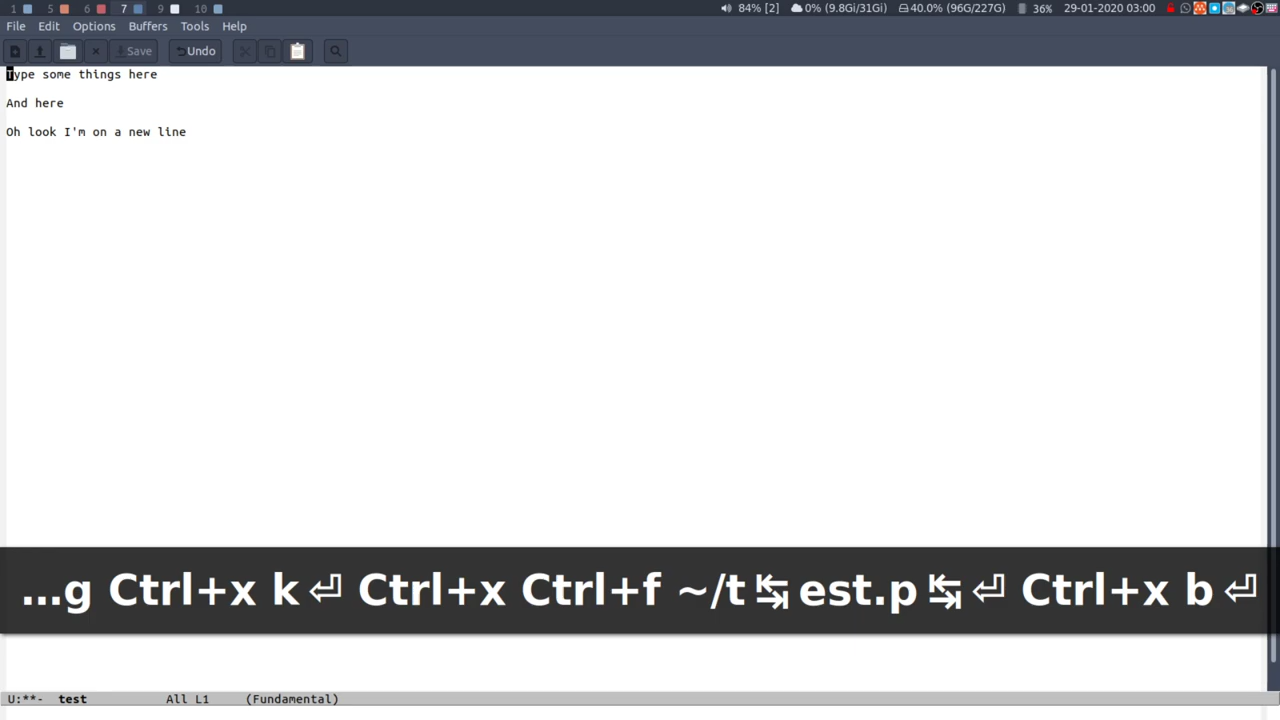 1 5 6 7 9 10 84% [2] 0% (9.8Gi/31Gi) 40.0% (96G/227G) 36% 29-01-2020 03:00
File Edit Options Buffers Tools Help
Save Undo
Type some things here
And here
Oh look I'm on a new line
...g Ctrl+x k⏎ Ctrl+x Ctrl+f ~/t↹est.p↹⏎ Ctrl+x b⏎
U:**- test All L1 (Fundamental)